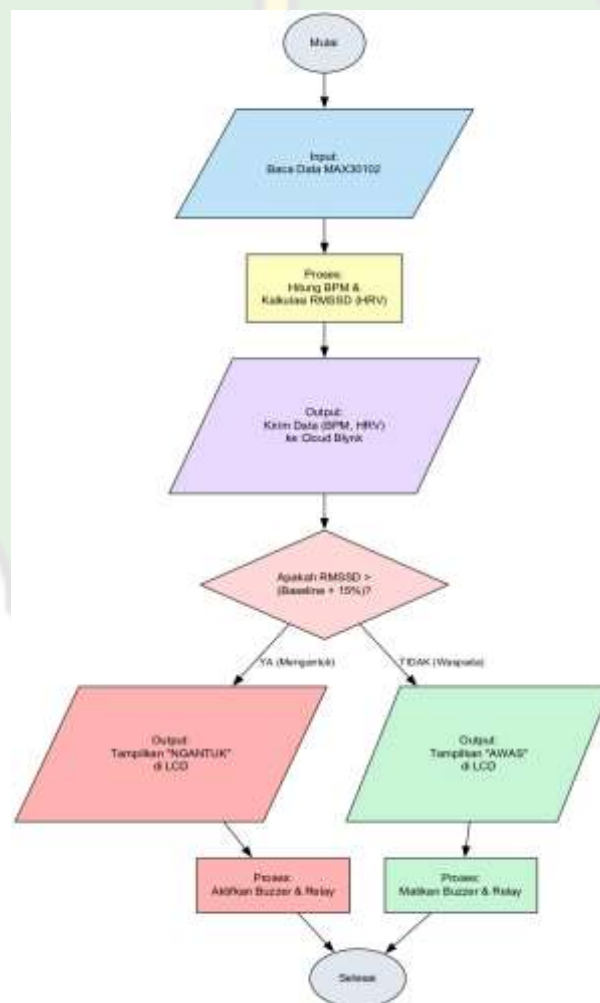 Mulai
Input:
Baca Data MAX30102
Proses:
Hitung BPM &
Kalkulasi RMSSD (HRV)
Output:
Kirim Data (BPM, HRV)
ke Cloud Blynk
Apakah RMSSD >
(Baseline + 15%)?
YA (Mengantuk)
TIDAK (Waspada)
Output:
Tampilkan "NGANTUK"
di LCD
Output:
Tampilkan "AWAS"
di LCD
Proses:
Aktifkan Buzzer & Relay
Proses:
Matikan Buzzer & Relay
Selesai